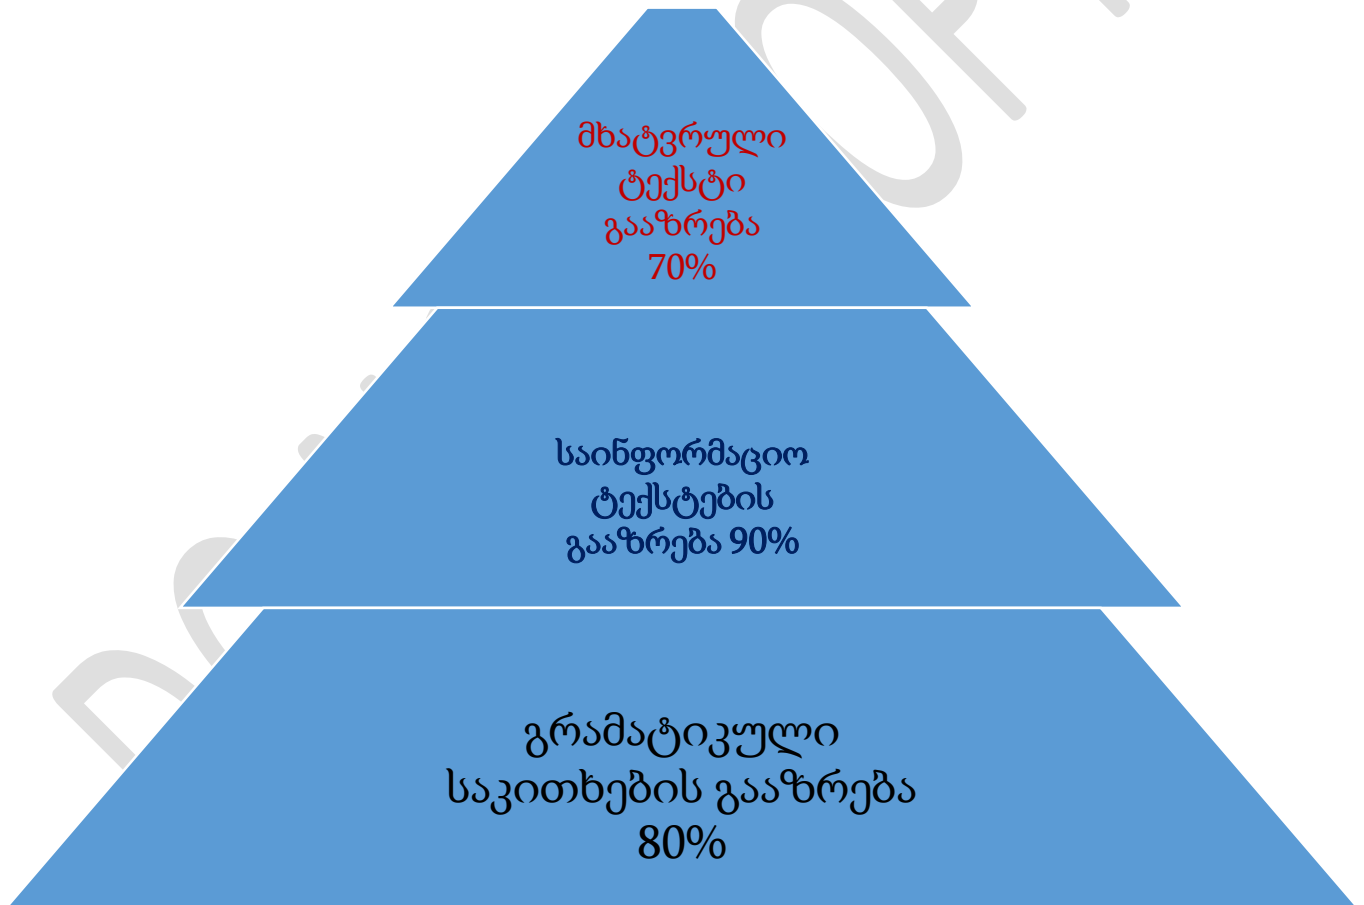 მხატვრული
ტექსტი
გააზრება
70%
საინფორმაციო
ტექსტების
გააზრება 90%
გრამატიკული
საკითხების გააზრება
80%